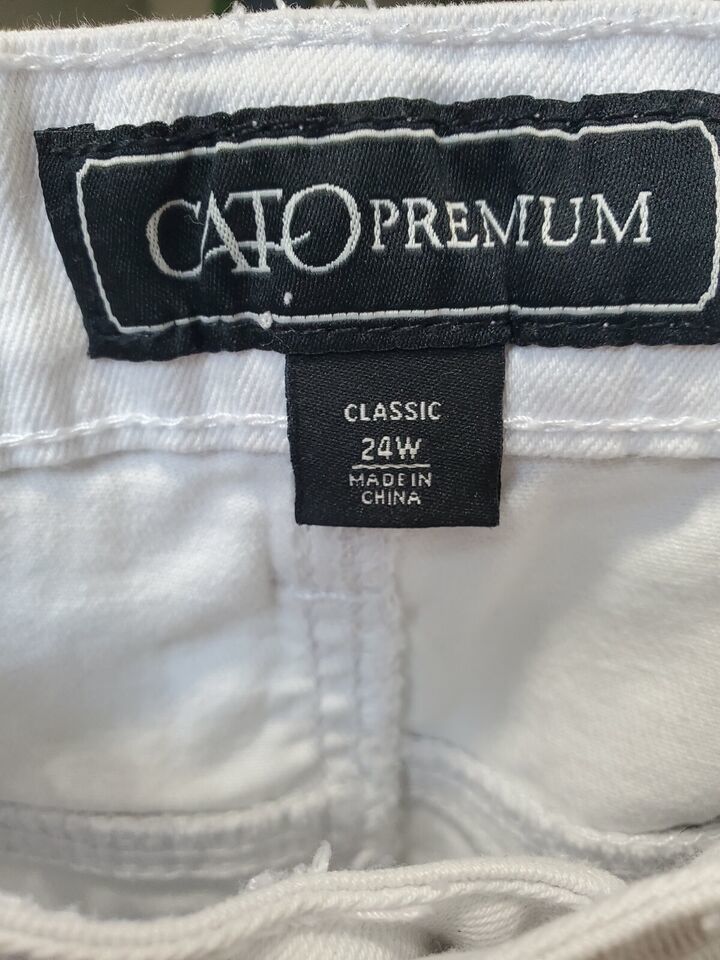 CATO PREMIUM
CLASSIC
24W
MADE IN
CHINA